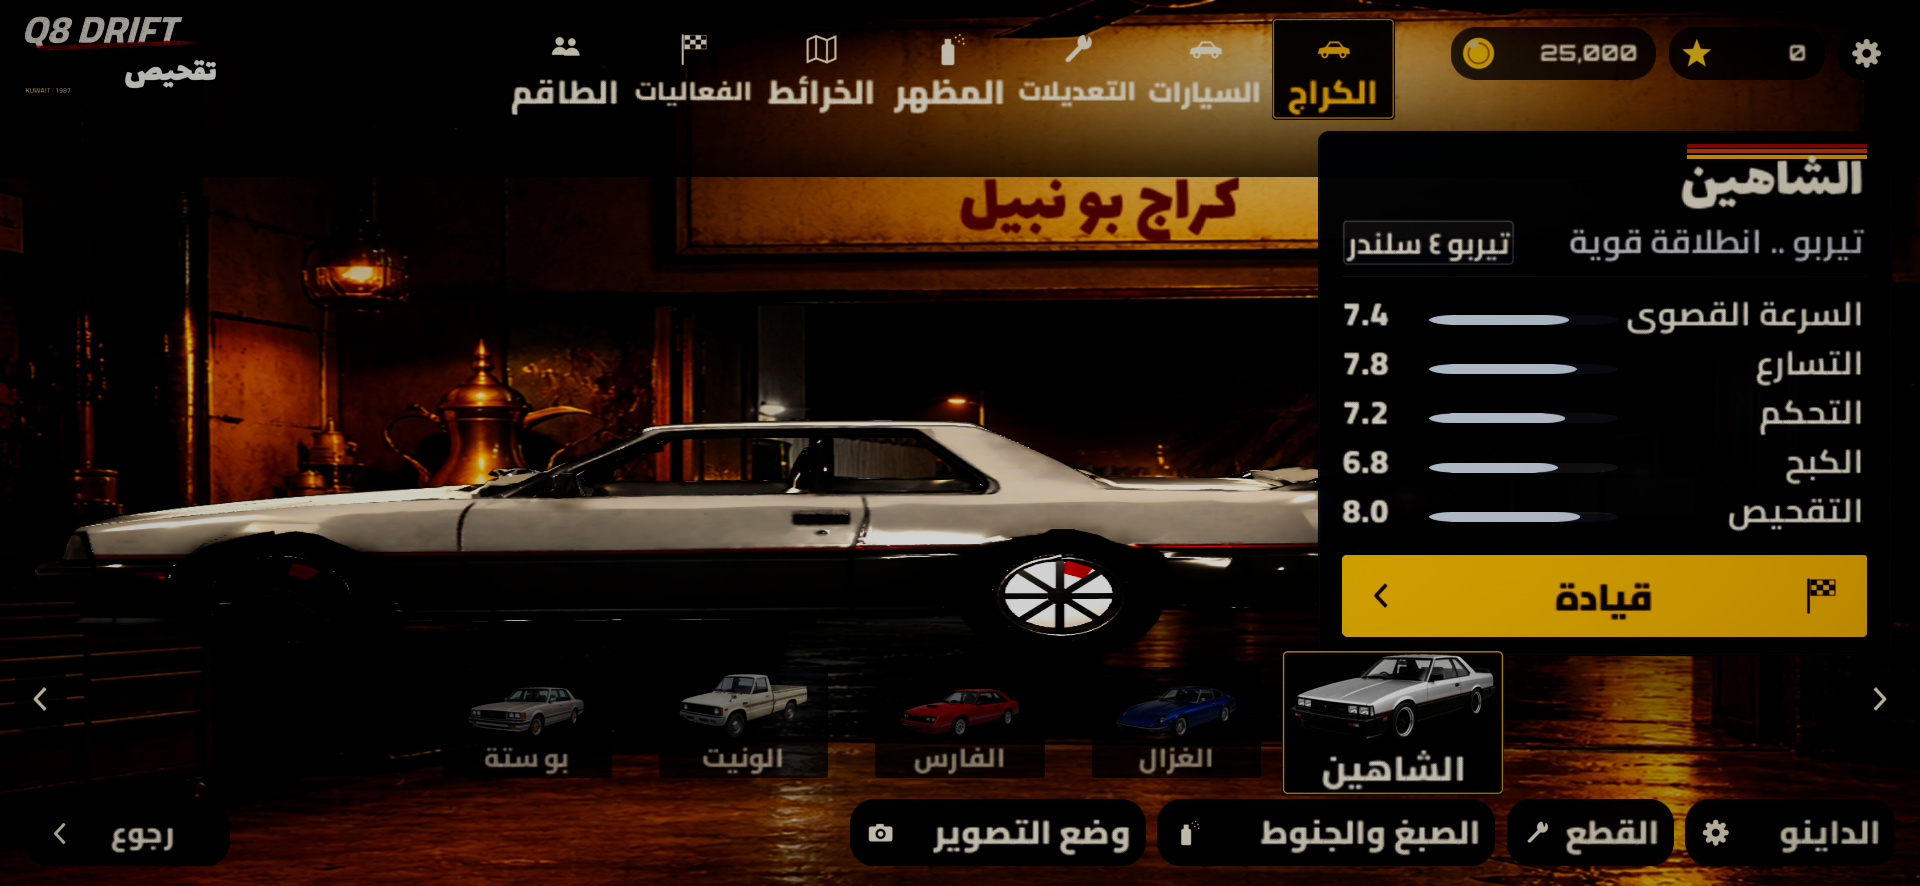 Q8 DRIFT
تقحيص
KUWAIT · 1987
0
25,000
الكراج
السيارات
التعديلات
المظهر
الخرائط
الفعاليات
الطاقم
كراج بو نبيل
الشاهين
تيربو .. انطلاقة قوية
تيربو ٤ سلندر
السرعة القصوى 7.4
التسارع 7.8
التحكم 7.2
الكبح 6.8
التقحيص 8.0
قيادة
الشاهين
الغزال
الفارس
الونيت
بو ستة
الداينو
القطع
الصبغ والجنوط
وضع التصوير
رجوع